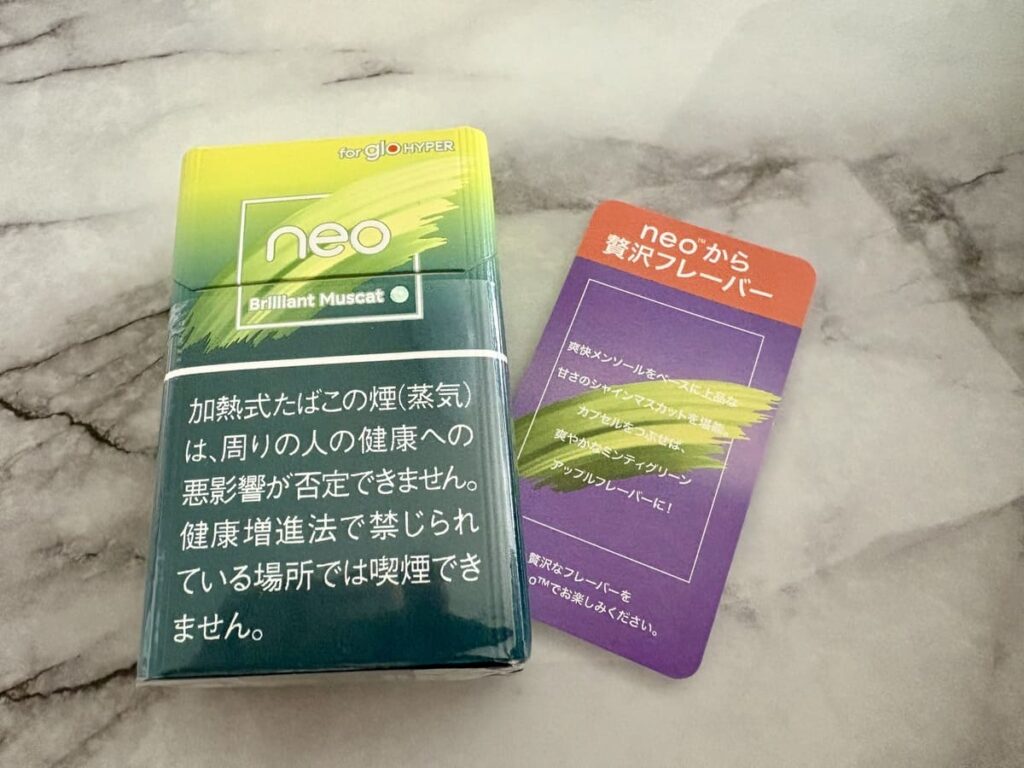 for glo HYPER
neo
Brilliant Muscat
加熱式たばこの煙(蒸気)
は、周りの人の健康への
悪影響が否定できません。
健康増進法で禁じられ
ている場所では喫煙でき
ません。
neo™から
贅沢フレーバー
爽快メンソールをベースに上品な
甘さのシャインマスカットを堪能。
カプセルをつぶせば、
爽やかなミンティグリーン
アップルフレーバーに!
贅沢なフレーバーを
o™でお楽しみください。